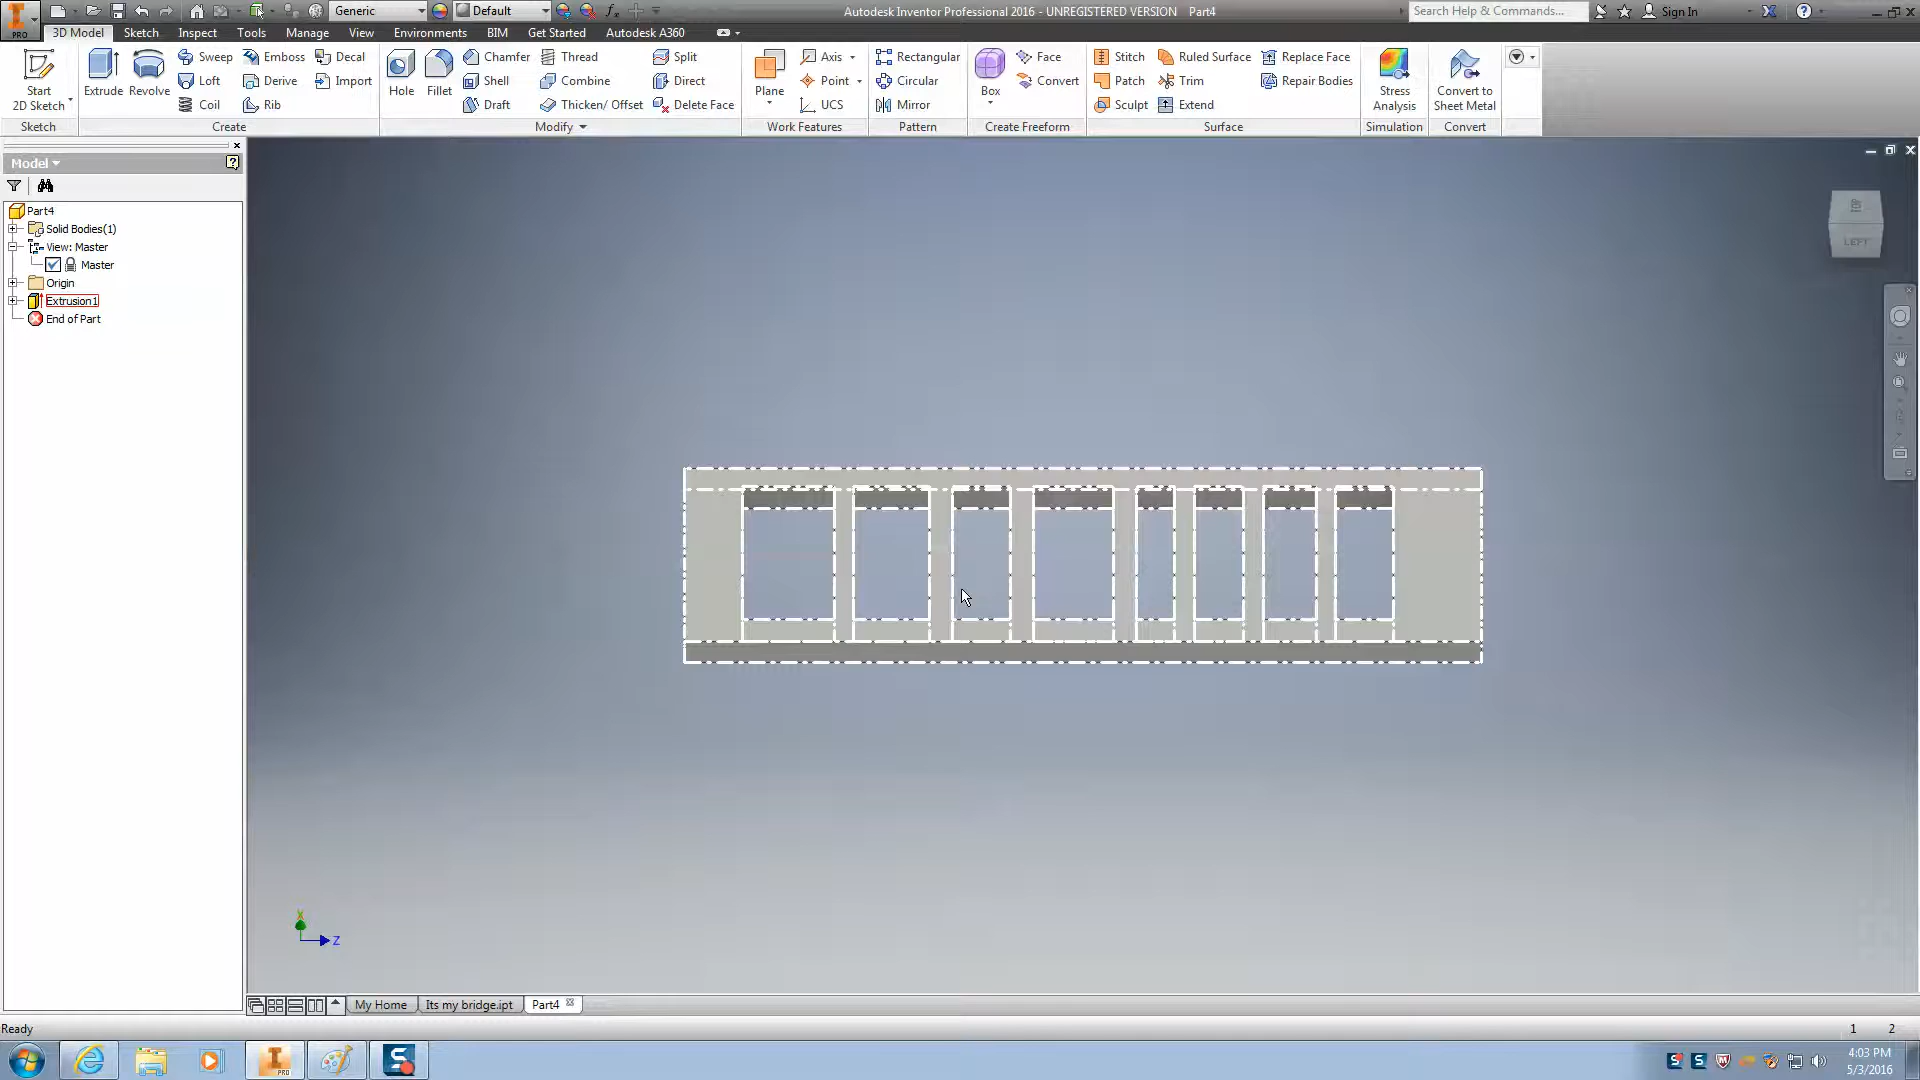 Generic
Default
Autodesk Inventor Professional 2016 - UNREGISTERED VERSION Part4
Search Help & Commands...
Sign In
PRO
3D Model Sketch Inspect Tools Manage View Environments BIM Get Started Autodesk A360
Start
2D Sketch
Extrude Revolve
Sweep Emboss Decal
Loft Derive Import
Coil Rib
Hole Fillet
Chamfer Thread Split
Shell Combine Direct
Draft Thicken/ Offset Delete Face
Plane
Axis
Point
UCS
Rectangular
Circular
Mirror
Box
Face
Convert
Stitch Ruled Surface Replace Face
Patch Trim Repair Bodies
Sculpt Extend
Stress
Analysis
Convert to
Sheet Metal
Sketch Create Modify Work Features Pattern Create Freeform Surface Simulation Convert
Model
Part4
Solid Bodies(1)
View: Master
Master
Origin
Extrusion1
End of Part
LEFT
Z
My Home Its my bridge.ipt Part4
Ready
1 2
PRO
4:03 PM
5/3/2016